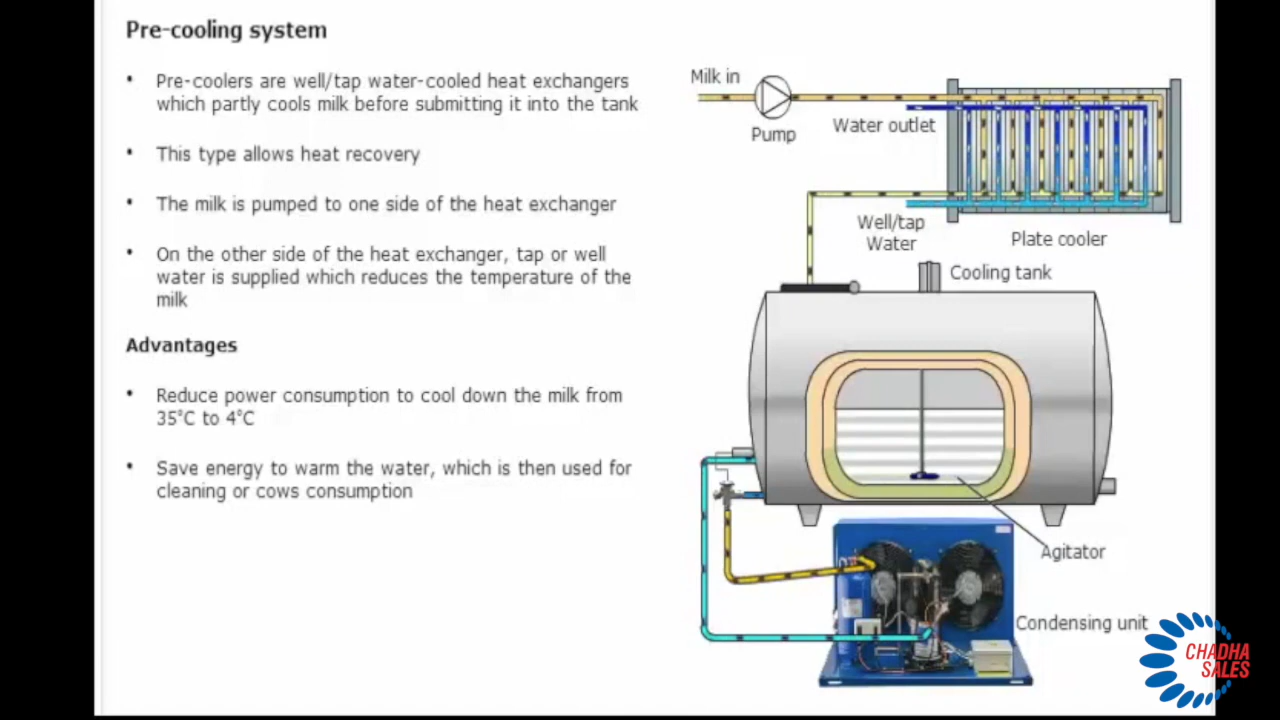 Pre-cooling system
• Pre-coolers are well/tap water-cooled heat exchangers
which partly cools milk before submitting it into the tank
• This type allows heat recovery
• The milk is pumped to one side of the heat exchanger
• On the other side of the heat exchanger, tap or well
water is supplied which reduces the temperature of the
milk
Advantages
• Reduce power consumption to cool down the milk from
35°C to 4°C
• Save energy to warm the water, which is then used for
cleaning or cows consumption
Milk in
Pump
Water outlet
Well/tap
Water
Plate cooler
Cooling tank
Agitator
Condensing unit
CHADHA
SALES